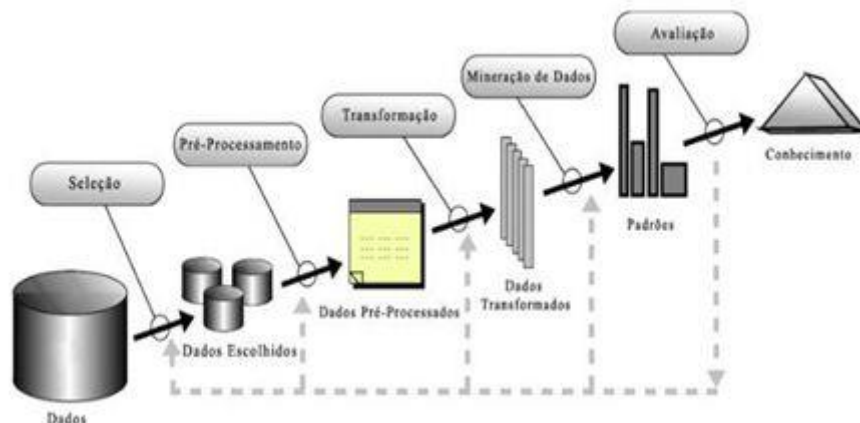 Avaliação
Mineração de Dados
Transformação
Pré-Processamento
Seleção
Conhecimento
Padrões
Dados
Transformados
Dados Pré-Processados
Dados Escolhidos
Dados